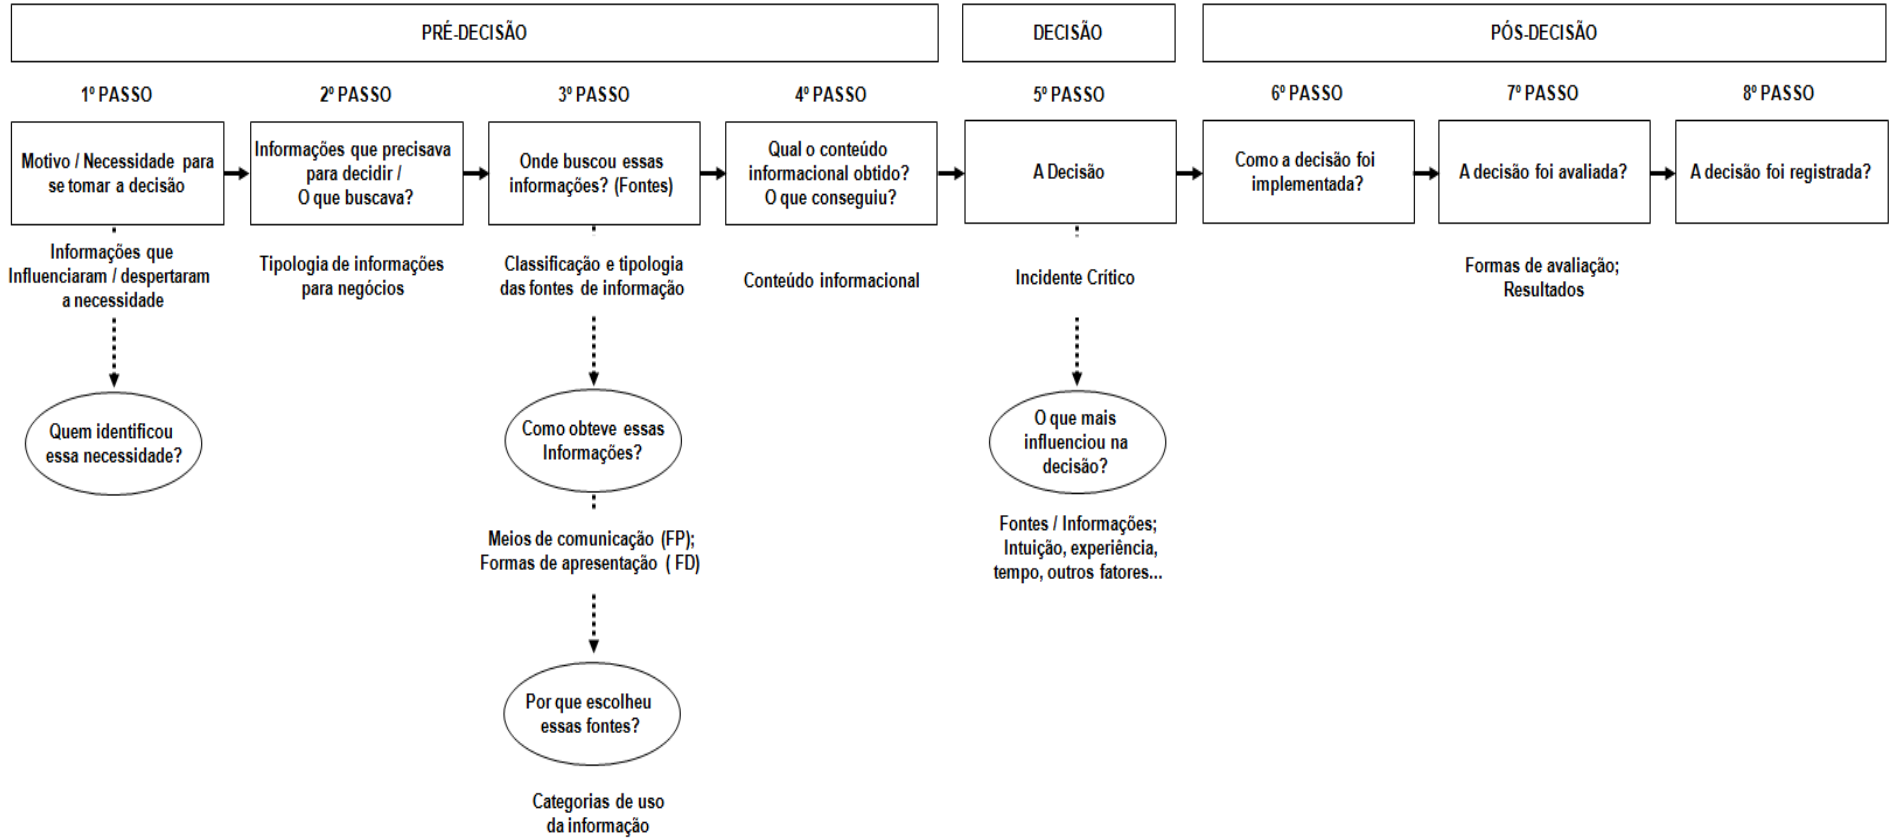 PRÉ-DECISÃO
DECISÃO
PÓS-DECISÃO
1º PASSO
2º PASSO
3º PASSO
4º PASSO
5º PASSO
6º PASSO
7º PASSO
8º PASSO
Motivo / Necessidade para
se tomar a decisão
Informações que precisava
para decidir /
O que buscava?
Onde buscou essas
informações? (Fontes)
Qual o conteúdo
informacional obtido?
O que conseguiu?
A Decisão
Como a decisão foi
implementada?
A decisão foi avaliada?
A decisão foi registrada?
Informações que
Influenciaram / despertaram
a necessidade
Tipologia de informações
para negócios
Classificação e tipologia
das fontes de informação
Conteúdo informacional
Incidente Crítico
Formas de avaliação;
Resultados
Quem identificou
essa necessidade?
Como obteve essas
Informações?
O que mais
influenciou na
decisão?
Meios de comunicação (FP);
Formas de apresentação ( FD)
Fontes / Informações;
Intuição, experiência,
tempo, outros fatores...
Por que escolheu
essas fontes?
Categorias de uso
da informação